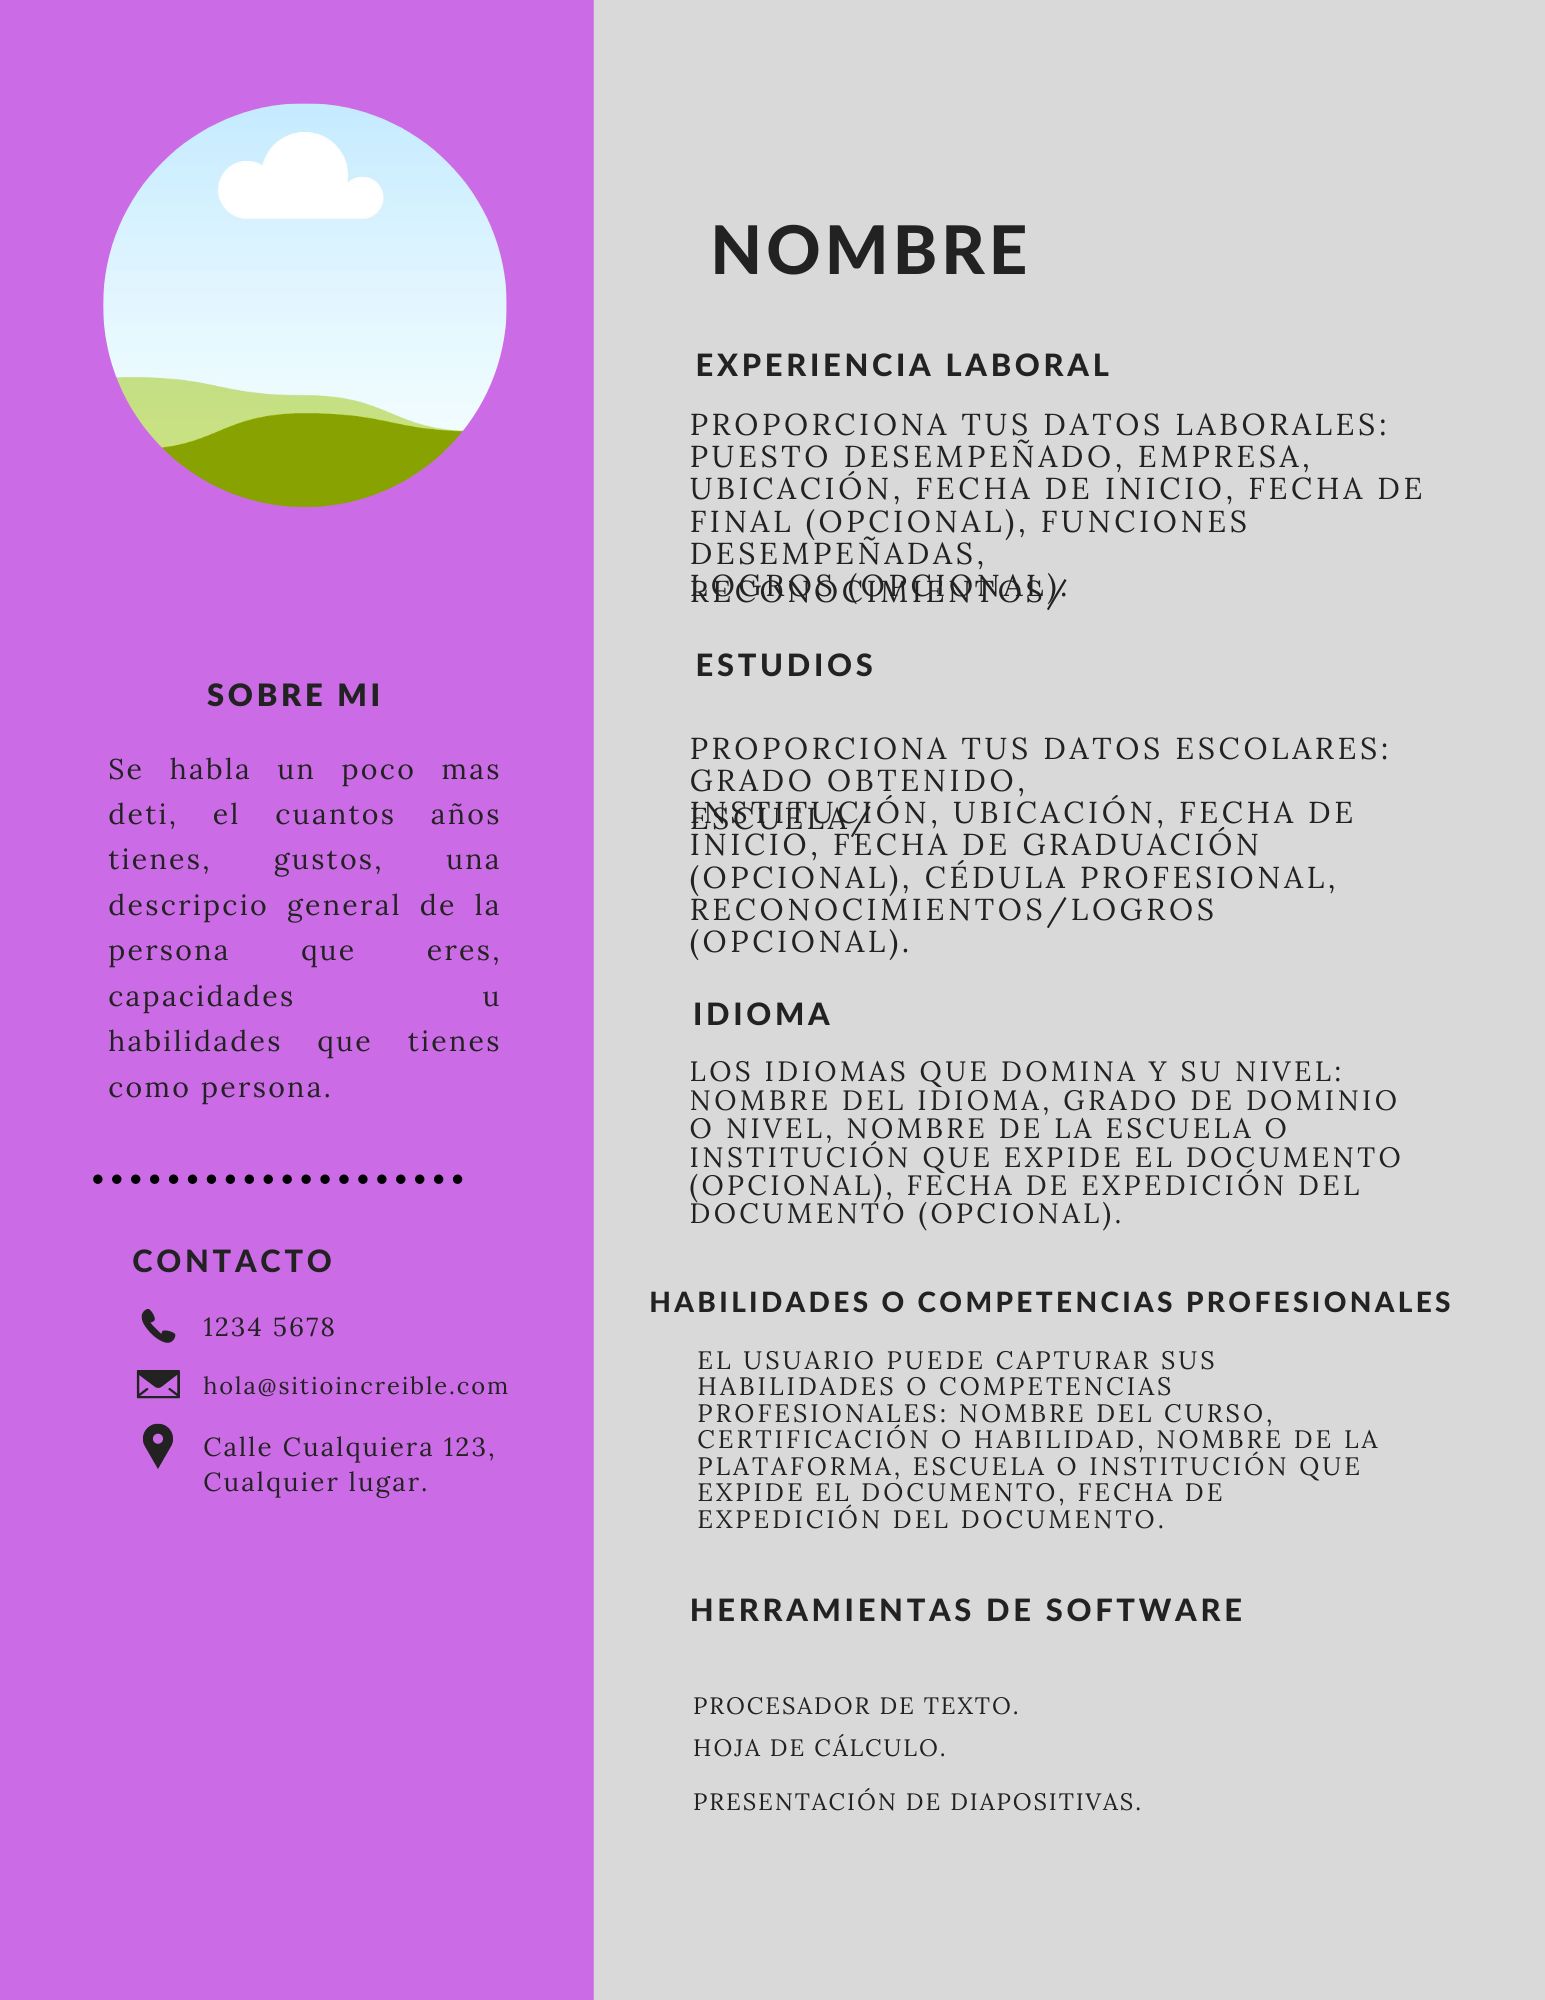 SOBRE MI
Se habla un poco mas
deti, el cuantos años
tienes, gustos, una
descripcio general de la
persona que eres,
capacidades u
habilidades que tienes
como persona.
CONTACTO
1234 5678
hola@sitioincreible.com
Calle Cualquiera 123,
Cualquier lugar.
NOMBRE
EXPERIENCIA LABORAL
PROPORCIONA TUS DATOS LABORALES:
PUESTO DESEMPEÑADO, EMPRESA,
UBICACIÓN, FECHA DE INICIO, FECHA DE
FINAL (OPCIONAL), FUNCIONES
DESEMPEÑADAS,
RECONOCIMIENTOS/
LOGROS (OPCIONAL).
ESTUDIOS
PROPORCIONA TUS DATOS ESCOLARES:
GRADO OBTENIDO,
ESCUELA/
INSTITUCIÓN, UBICACIÓN, FECHA DE
INICIO, FECHA DE GRADUACIÓN
(OPCIONAL), CÉDULA PROFESIONAL,
RECONOCIMIENTOS/LOGROS
(OPCIONAL).
IDIOMA
LOS IDIOMAS QUE DOMINA Y SU NIVEL:
NOMBRE DEL IDIOMA, GRADO DE DOMINIO
O NIVEL, NOMBRE DE LA ESCUELA O
INSTITUCIÓN QUE EXPIDE EL DOCUMENTO
(OPCIONAL), FECHA DE EXPEDICIÓN DEL
DOCUMENTO (OPCIONAL).
HABILIDADES O COMPETENCIAS PROFESIONALES
EL USUARIO PUEDE CAPTURAR SUS
HABILIDADES O COMPETENCIAS
PROFESIONALES: NOMBRE DEL CURSO,
CERTIFICACIÓN O HABILIDAD, NOMBRE DE LA
PLATAFORMA, ESCUELA O INSTITUCIÓN QUE
EXPIDE EL DOCUMENTO, FECHA DE
EXPEDICIÓN DEL DOCUMENTO.
HERRAMIENTAS DE SOFTWARE
PROCESADOR DE TEXTO.
HOJA DE CÁLCULO.
PRESENTACIÓN DE DIAPOSITIVAS.